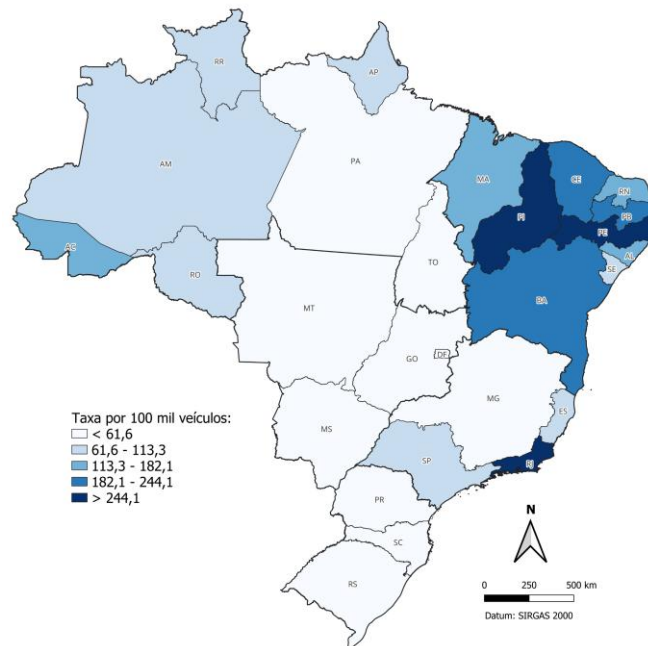 RR
AP
AM
PA
MA
CE
RN
PB
PI
PE
AL
SE
AC
RO
TO
BA
MT
GO
DF
MG
ES
MS
SP
RJ
PR
SC
RS
Taxa por 100 mil veículos:
< 61,6
61,6 - 113,3
113,3 - 182,1
182,1 - 244,1
> 244,1
N
0 250 500 km
Datum: SIRGAS 2000